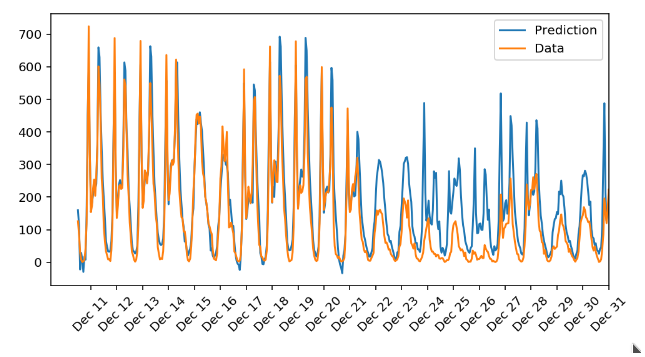 Prediction
Data
700
600
500
400
300
200
100
0
Dec 11
Dec 12
Dec 13
Dec 14
Dec 15
Dec 16
Dec 17
Dec 18
Dec 19
Dec 20
Dec 21
Dec 22
Dec 23
Dec 24
Dec 25
Dec 26
Dec 27
Dec 28
Dec 29
Dec 30
Dec 31